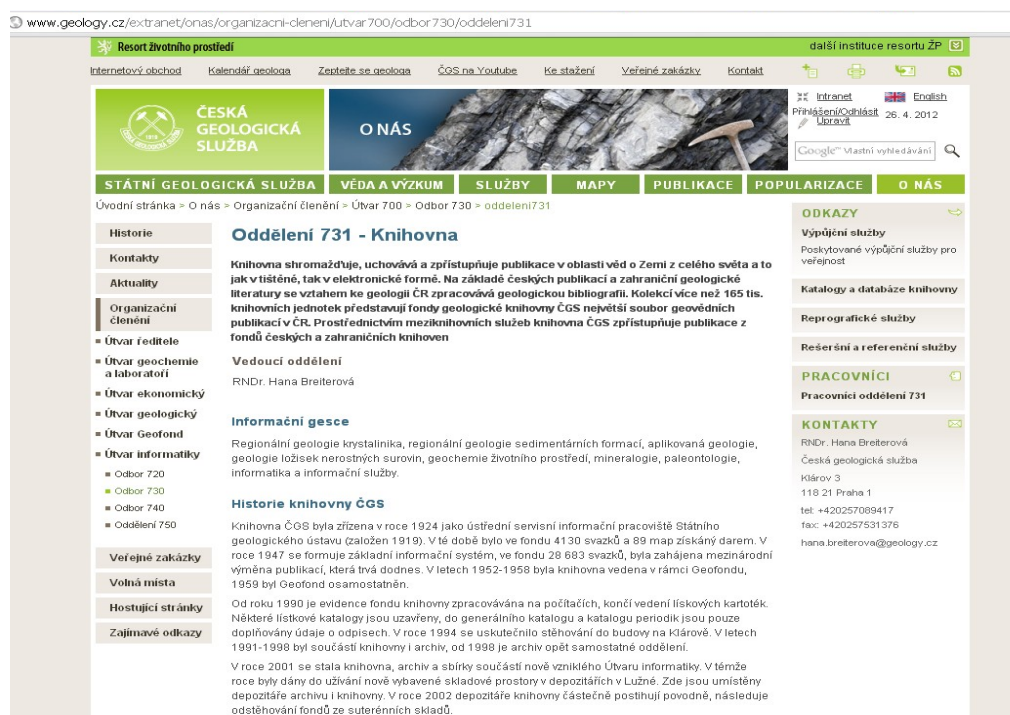 www.geology.cz/extranet/onas/organizacni-cleneni/utvar700/odbor730/oddeleni731
Resort životního prostředí
další instituce resortu ŽP
Internetový obchod Kalendář geologa Zeptejte se geologa ČGS na Youtube Ke stažení Veřejné zakázky Kontakt
ČESKÁ
GEOLOGICKÁ
SLUŽBA
1919
ČESKÁ GEOLOGICKÁ SLUŽBA
O NÁS
Intranet English
Přihlášení/Odhlásit 26. 4. 2012
Upravit
Google™ Vlastní vyhledávání
STÁTNÍ GEOLOGICKÁ SLUŽBA VĚDA A VÝZKUM SLUŽBY MAPY PUBLIKACE POPULARIZACE O NÁS
Úvodní stránka > O nás > Organizační členění > Útvar 700 > Odbor 730 > oddeleni731
Historie
Kontakty
Aktuality
Organizační
členění
Útvar ředitele
Útvar geochemie
a laboratoří
Útvar ekonomický
Útvar geologický
Útvar Geofond
Útvar informatiky
Odbor 720
Odbor 730
Odbor 740
Oddělení 750
Veřejné zakázky
Volná místa
Hostující stránky
Zajímavé odkazy
Oddělení 731 - Knihovna
Knihovna shromažďuje, uchovává a zpřístupňuje publikace v oblasti věd o Zemi z celého světa a to
jak v tištěné, tak v elektronické formě. Na základě českých publikací a zahraniční geologické
literatury se vztahem ke geologii ČR zpracovává geologickou bibliografii. Kolekcí více než 165 tis.
knihovních jednotek představují fondy geologické knihovny ČGS největší soubor geovědních
publikací v ČR. Prostřednictvím meziknihovních služeb knihovna ČGS zpřístupňuje publikace z
fondů českých a zahraničních knihoven
Vedoucí oddělení
RNDr. Hana Breiterová
Informační gesce
Regionální geologie krystalinika, regionální geologie sedimentárních formací, aplikovaná geologie,
geologie ložisek nerostných surovin, geochemie životního prostředí, mineralogie, paleontologie,
informatika a informační služby.
Historie knihovny ČGS
Knihovna ČGS byla zřízena v roce 1924 jako ústřední servisní informační pracoviště Státního
geologického ústavu (založen 1919). V té době bylo ve fondu 4130 svazků a 89 map získáný darem. V
roce 1947 se formuje základní informační systém, ve fondu 28 683 svazků, byla zahájena mezinárodní
výměna publikací, která trvá dodnes. V letech 1952-1958 byla knihovna vedena v rámci Geofondu,
1959 byl Geofond osamostatněn.
Od roku 1990 je evidence fondu knihovny zpracovávána na počítačích, končí vedení lískových kartoték.
Některé lístkové katalogy jsou uzavřeny, do generálního katalogu a katalogu periodik jsou pouze
doplňovány údaje o odpisech. V roce 1994 se uskutečnilo stěhování do budovy na Klárově. V letech
1991-1998 byl součástí knihovny i archiv, od 1998 je archiv opět samostatné oddělení.
V roce 2001 se stala knihovna, archiv a sbírky součástí nově vzniklého Útvaru informatiky. V témže
roce byly dány do užívání nově vybavené skladové prostory v depozitářích v Lužné. Zde jsou umístěny
depozitáře archivu i knihovny. V roce 2002 depozitáře knihovny částečně postihují povodně, následuje
odstěhování fondů ze suterénních skladů.
ODKAZY
Výpůjční služby
Poskytované výpůjční služby pro
veřejnost
Katalogy a databáze knihovny
Reprografické služby
Rešeršní a referenční služby
PRACOVNÍCI
Pracovníci oddělení 731
KONTAKTY
RNDr. Hana Breiterová
Česká geologická služba
Klárov 3
118 21 Praha 1
tel: +420257089417
fax: +420257531376
hana.breiterova@geology.cz